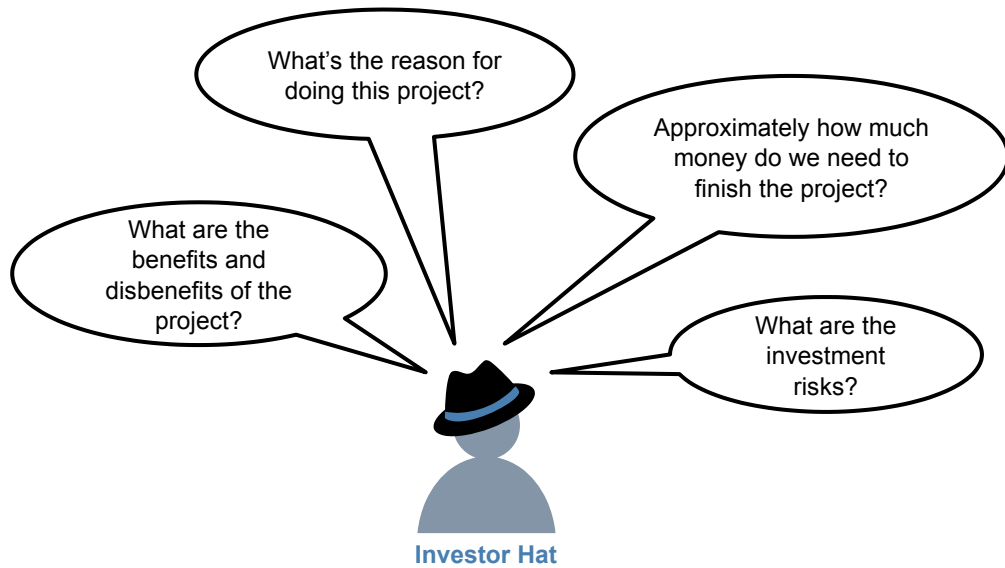 What’s the reason for
doing this project?
Approximately how much
money do we need to
finish the project?
What are the
benefits and
disbenefits of the
project?
What are the
investment
risks?
Investor Hat